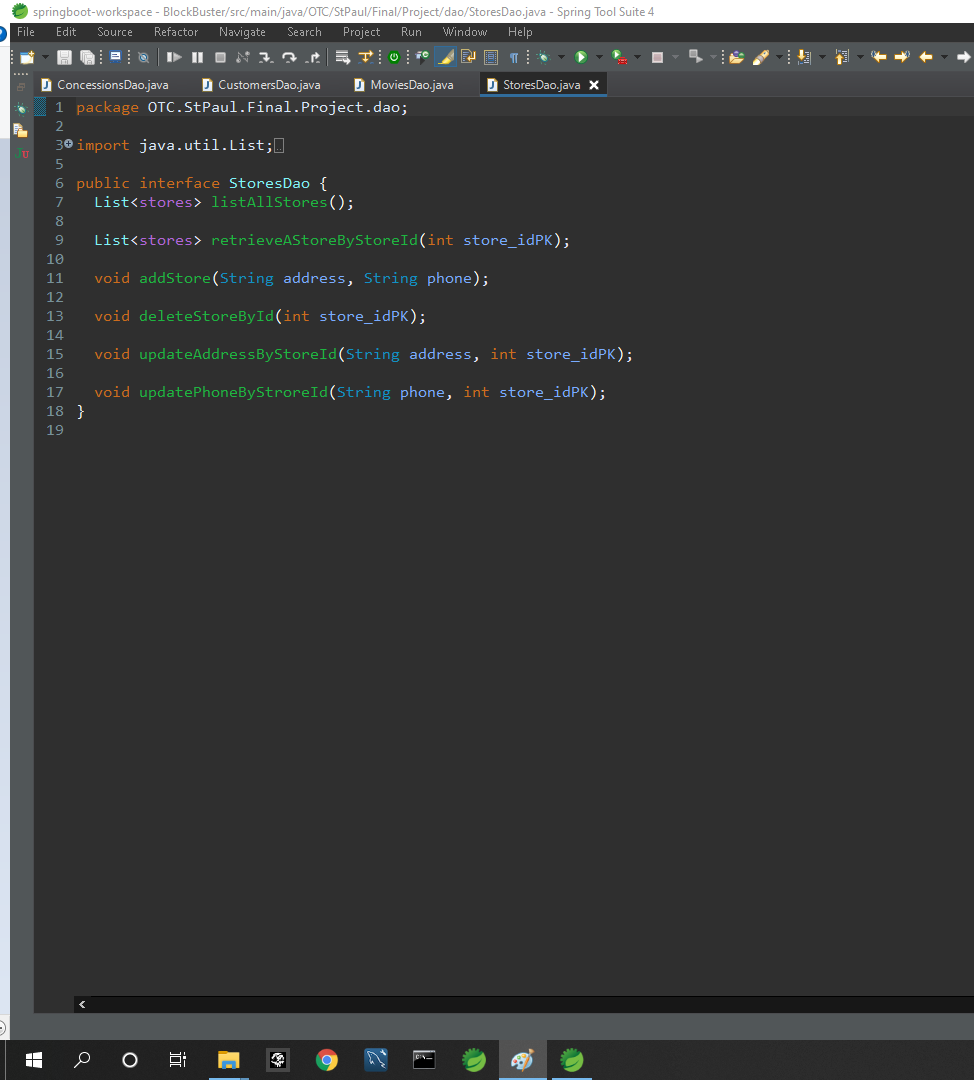 springboot-workspace - BlockBuster/src/main/java/OTC/StPaul/Final/Project/dao/StoresDao.java - Spring Tool Suite 4
File Edit Source Refactor Navigate Search Project Run Window Help
ConcessionsDao.java CustomersDao.java MoviesDao.java StoresDao.java
1 package OTC.StPaul.Final.Project.dao;
2
3 import java.util.List;
5
6 public interface StoresDao {
7 List<stores> listAllStores();
8
9 List<stores> retrieveAStoreByStoreId(int store_idPK);
10
11 void addStore(String address, String phone);
12
13 void deleteStoreById(int store_idPK);
14
15 void updateAddressByStoreId(String address, int store_idPK);
16
17 void updatePhoneByStroreId(String phone, int store_idPK);
18 }
19